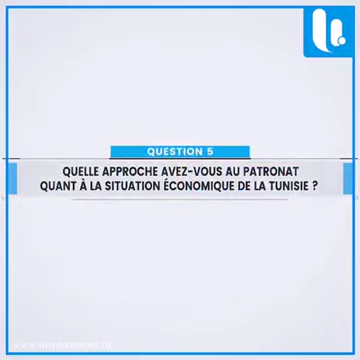 QUESTION 5
QUELLE APPROCHE AVEZ-VOUS AU PATRONAT
QUANT À LA SITUATION ÉCONOMIQUE DE LA TUNISIE ?